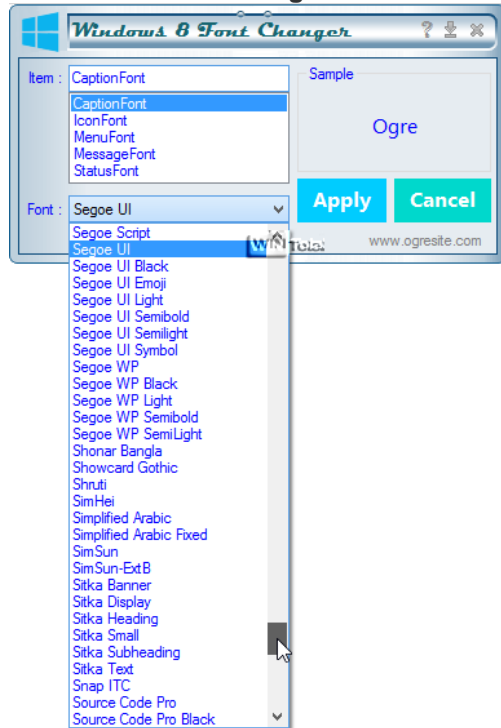 Windows 8 Font Changer
Item : CaptionFont
CaptionFont
IconFont
MenuFont
MessageFont
StatusFont
Sample
Ogre
Font : Segoe UI
Apply Cancel
www.ogresite.com
Segoe Script
Segoe UI
WIN Total
Segoe UI Black
Segoe UI Emoji
Segoe UI Light
Segoe UI Semibold
Segoe UI Semilight
Segoe UI Symbol
Segoe WP
Segoe WP Black
Segoe WP Light
Segoe WP Semibold
Segoe WP SemiLight
Shonar Bangla
Showcard Gothic
Shruti
SimHei
Simplified Arabic
Simplified Arabic Fixed
SimSun
SimSun-ExtB
Sitka Banner
Sitka Display
Sitka Heading
Sitka Small
Sitka Subheading
Sitka Text
Snap ITC
Source Code Pro
Source Code Pro Black